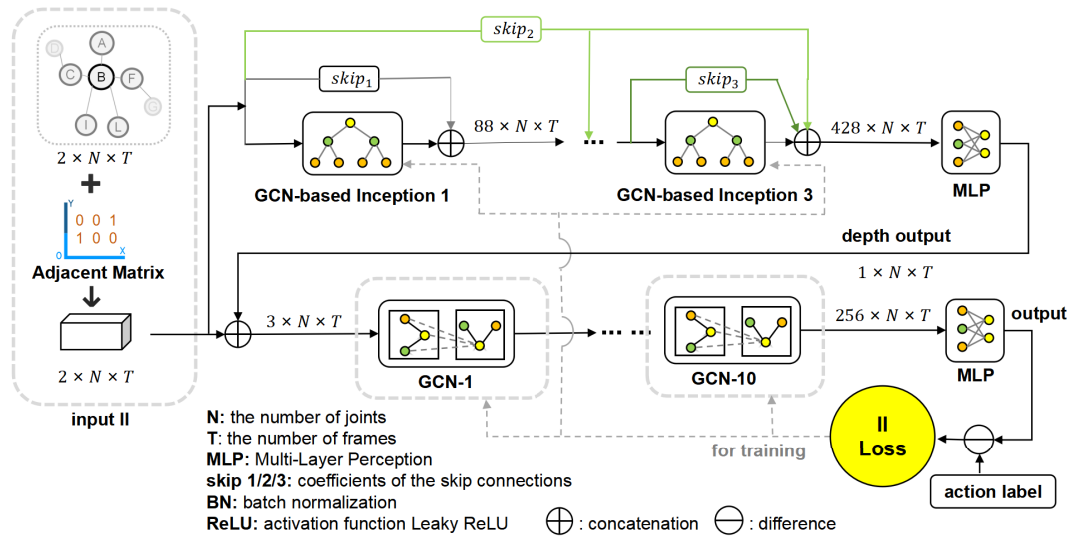 skip₂
A
D
C
B
F
G
I
L
skip₁
skip₃
2 × N × T
88 × N × T
428 × N × T
GCN-based Inception 1
GCN-based Inception 3
MLP
Y
0 0 1
1 0 0
O
X
Adjacent Matrix
depth output
1 × N × T
3 × N × T
256 × N × T
output
2 × N × T
GCN-1
GCN-10
MLP
input II
N: the number of joints
T: the number of frames
MLP: Multi-Layer Perception
skip 1/2/3: coefficients of the skip connections
BN: batch normalization
ReLU: activation function Leaky ReLU
: concatenation
: difference
for training
II
Loss
action label